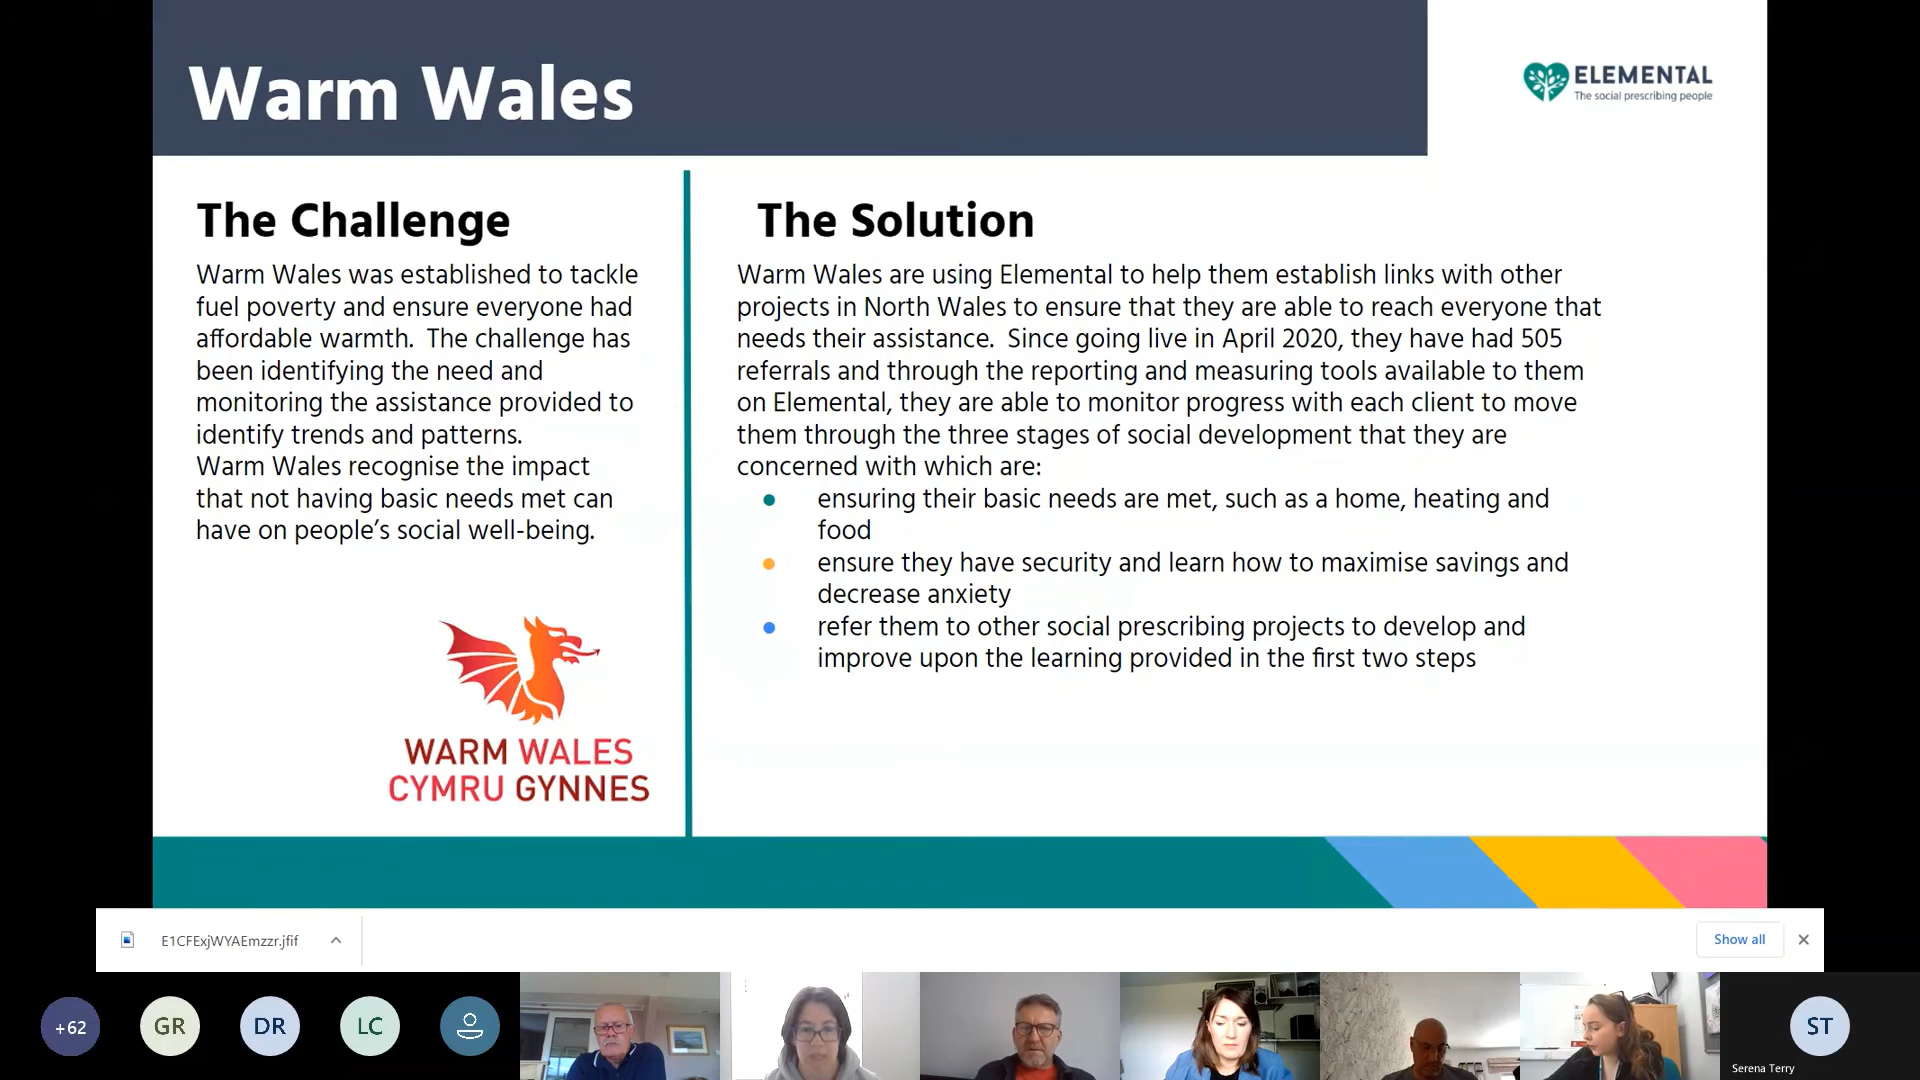 Warm Wales
ELEMENTAL
The social prescribing people
The Challenge
Warm Wales was established to tackle
fuel poverty and ensure everyone had
affordable warmth.  The challenge has
been identifying the need and
monitoring the assistance provided to
identify trends and patterns.
Warm Wales recognise the impact
that not having basic needs met can
have on people’s social well-being.
WARM WALES
CYMRU GYNNES
The Solution
Warm Wales are using Elemental to help them establish links with other
projects in North Wales to ensure that they are able to reach everyone that
needs their assistance.  Since going live in April 2020, they have had 505
referrals and through the reporting and measuring tools available to them
on Elemental, they are able to monitor progress with each client to move
them through the three stages of social development that they are
concerned with which are:
ensuring their basic needs are met, such as a home, heating and
food
ensure they have security and learn how to maximise savings and
decrease anxiety
refer them to other social prescribing projects to develop and
improve upon the learning provided in the first two steps
E1CFExjWYAEmzzr.jfif
Show all
+62
GR
DR
LC
ST
Serena Terry